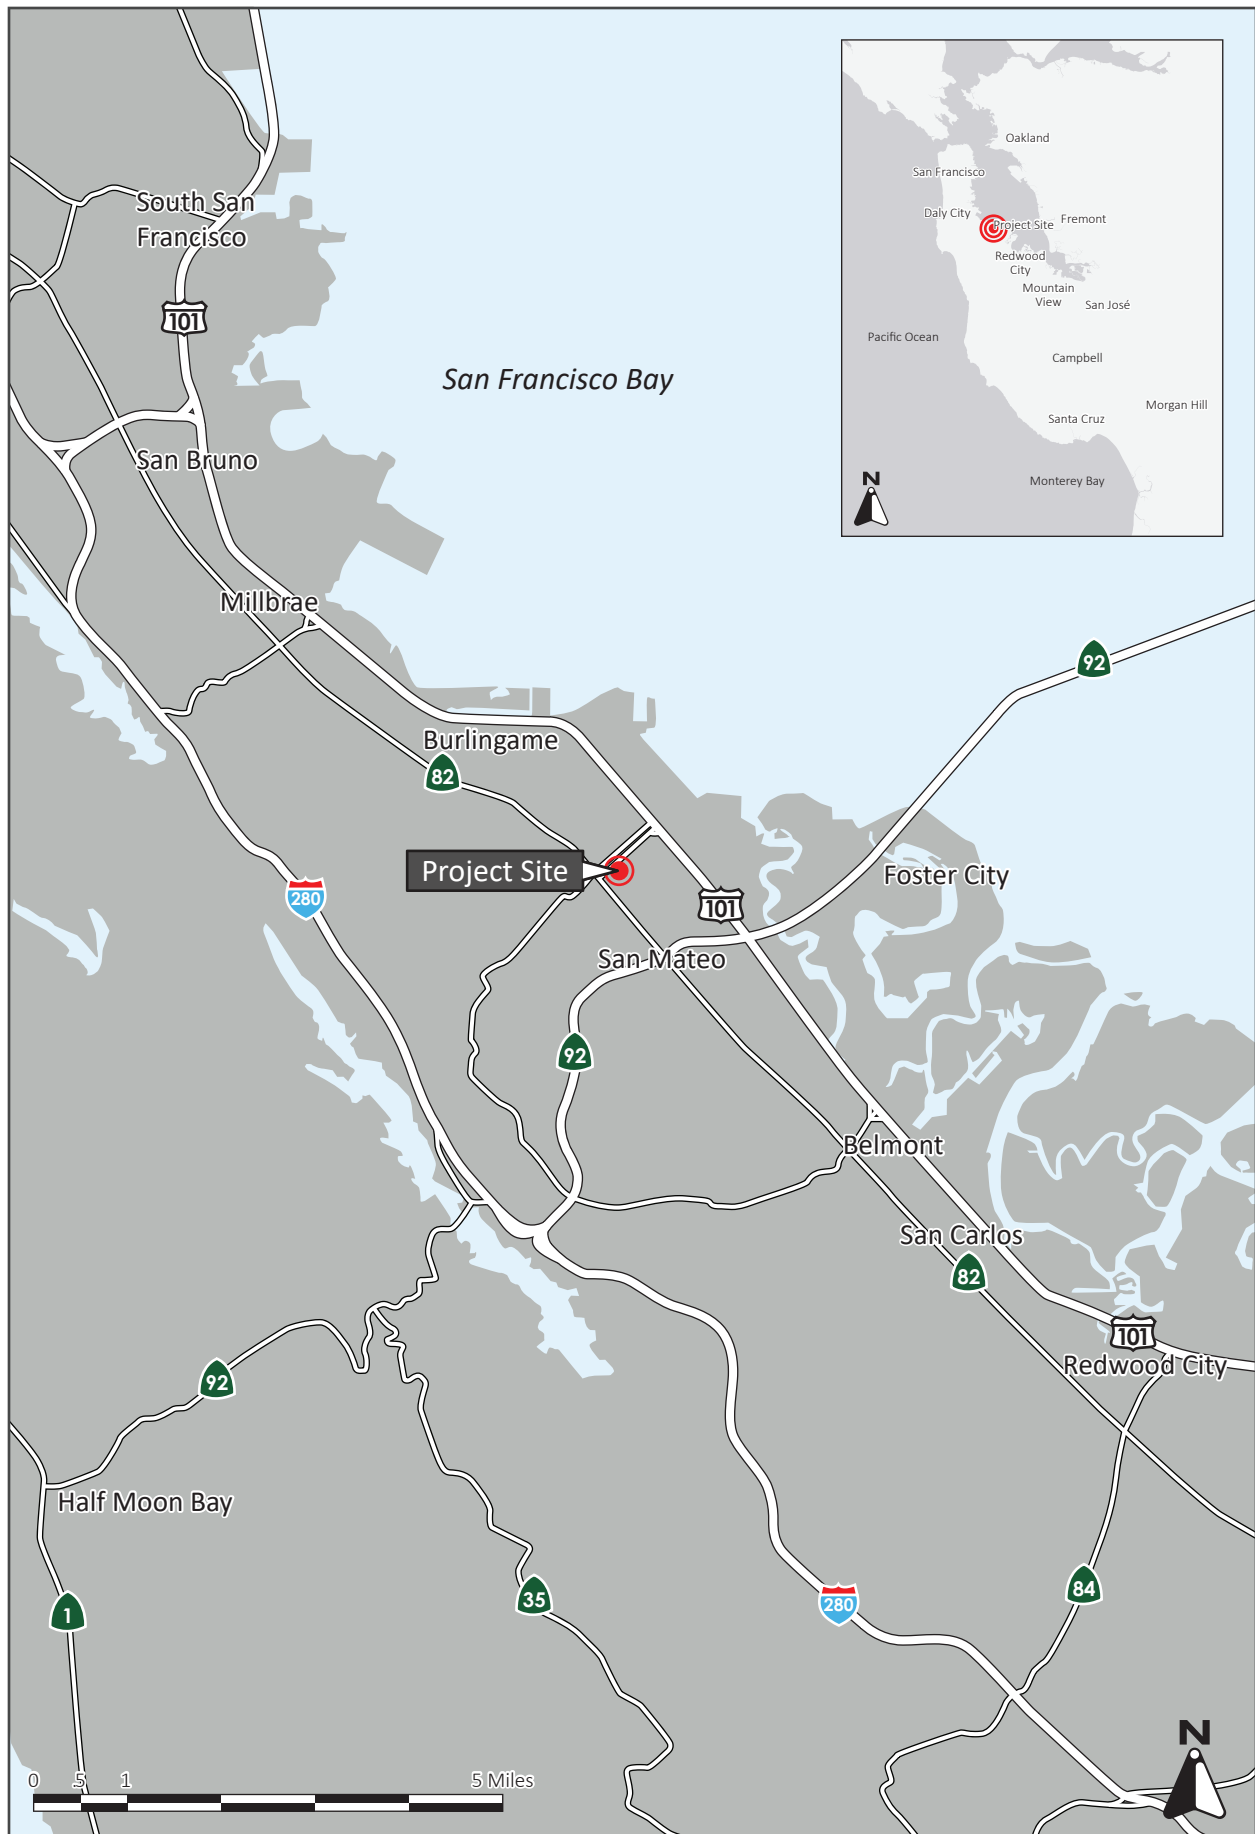 Oakland
San Francisco
Daly City
Fremont
Project Site
Redwood
City
Mountain
View
San José
Pacific Ocean
Campbell
Morgan Hill
Santa Cruz
Monterey Bay
N
South San
Francisco
101
San Francisco Bay
San Bruno
Millbrae
92
Burlingame
82
Project Site
Foster City
280
101
San Mateo
92
Belmont
San Carlos
82
101
Redwood City
92
Half Moon Bay
84
35
280
1
N
0 .5 1 5 Miles